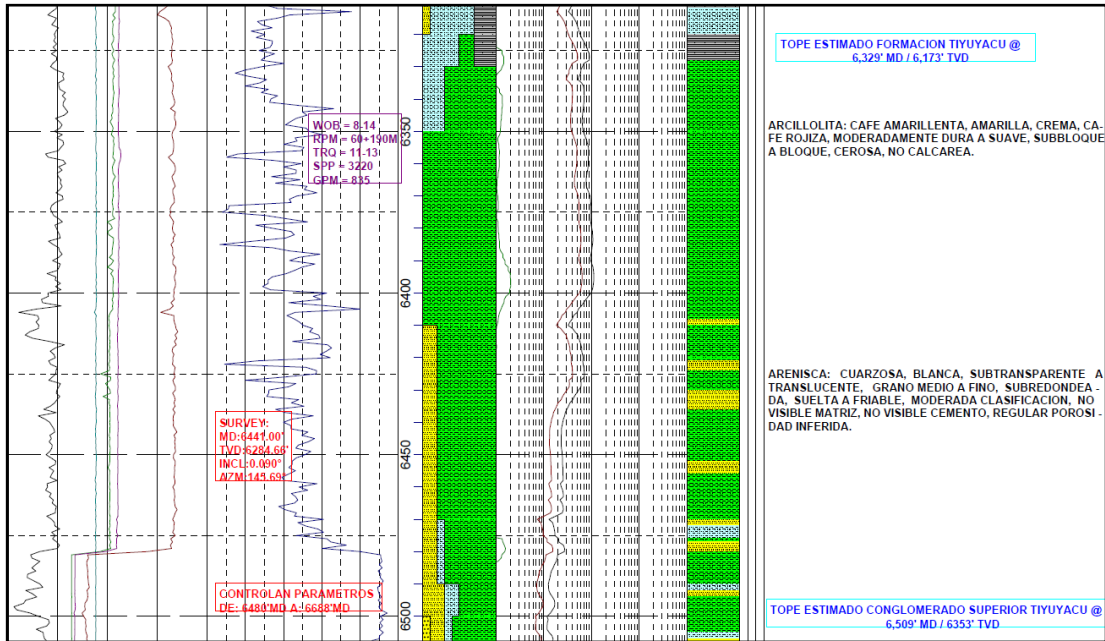 TOPE ESTIMADO FORMACION TIYUYACU @
6,329' MD / 6,173' TVD
WOB = 8-14
RPM = 60+190M
TRQ = 11-13
SPP = 3220
GPM = 835
6350
ARCILLOLITA: CAFE AMARILLENTA, AMARILLA, CREMA, CA-
FE ROJIZA, MODERADAMENTE DURA A SUAVE, SUBBLOQUE
A BLOQUE, CEROSA, NO CALCAREA.
6400
ARENISCA: CUARZOSA, BLANCA, SUBTRANSPARENTE A
TRANSLUCENTE, GRANO MEDIO A FINO, SUBREDONDEA -
DA, SUELTA A FRIABLE, MODERADA CLASIFICACION, NO
VISIBLE MATRIZ, NO VISIBLE CEMENTO, REGULAR POROSI -
DAD INFERIDA.
SURVEY:
MD:6441.00'
TVD:6284.66'
INCL:0.090°
AZM:145.69°
6450
CONTROLAN PARAMETROS
DE: 6480'MD A: 6688'MD
6500
TOPE ESTIMADO CONGLOMERADO SUPERIOR TIYUYACU @
6,509' MD / 6353' TVD